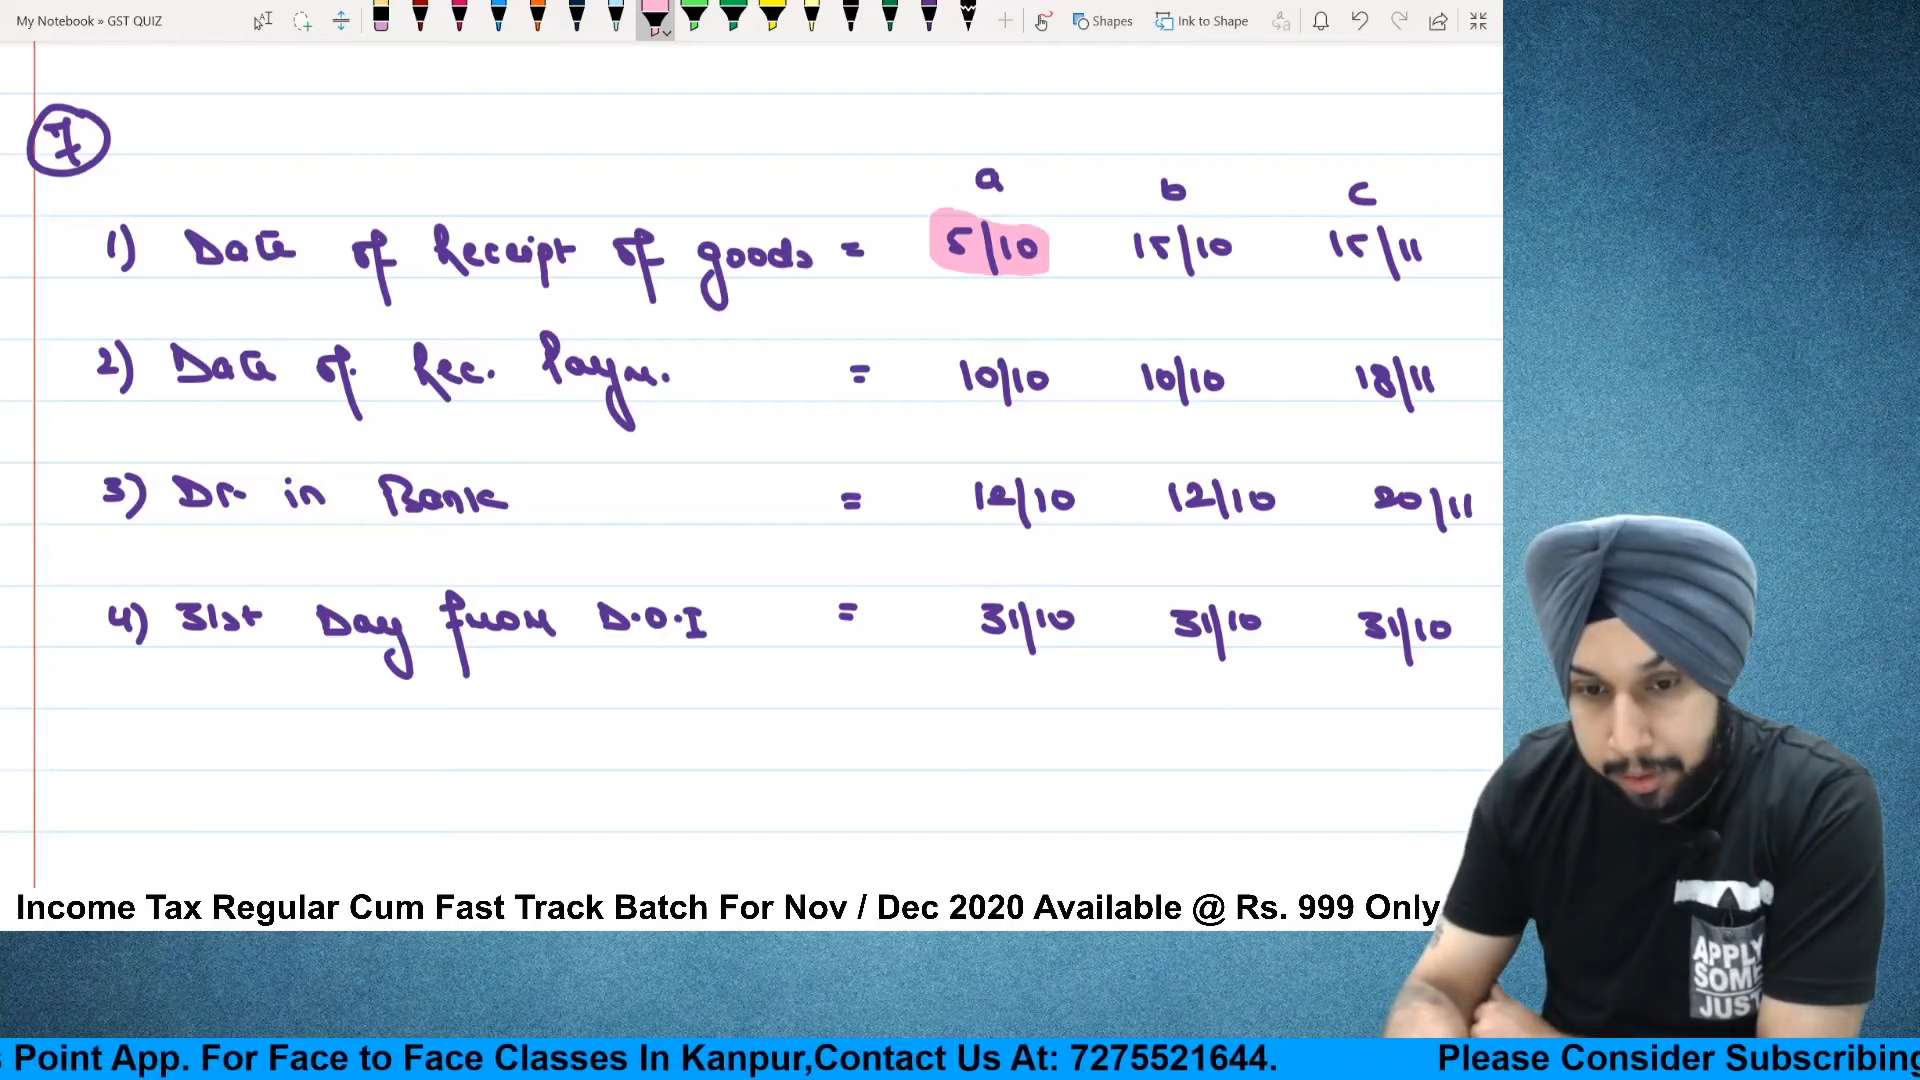 My Notebook » GST QUIZ
Shapes
Ink to Shape
7
a b c
1) Date of Receipt of goods = 5/10 15/10 15/11
2) Date of Rec. Paym. = 10/10 10/10 18/11
3) Dr. in Bank = 12/10 12/10 20/11
4) 31st Day from D.O.I = 31/10 31/10 31/10
APPLY
SOME
JUST
Income Tax Regular Cum Fast Track Batch For Nov / Dec 2020 Available @ Rs. 999 Only
s Point App. For Face to Face Classes In Kanpur,Contact Us At: 7275521644. Please Consider Subscribing